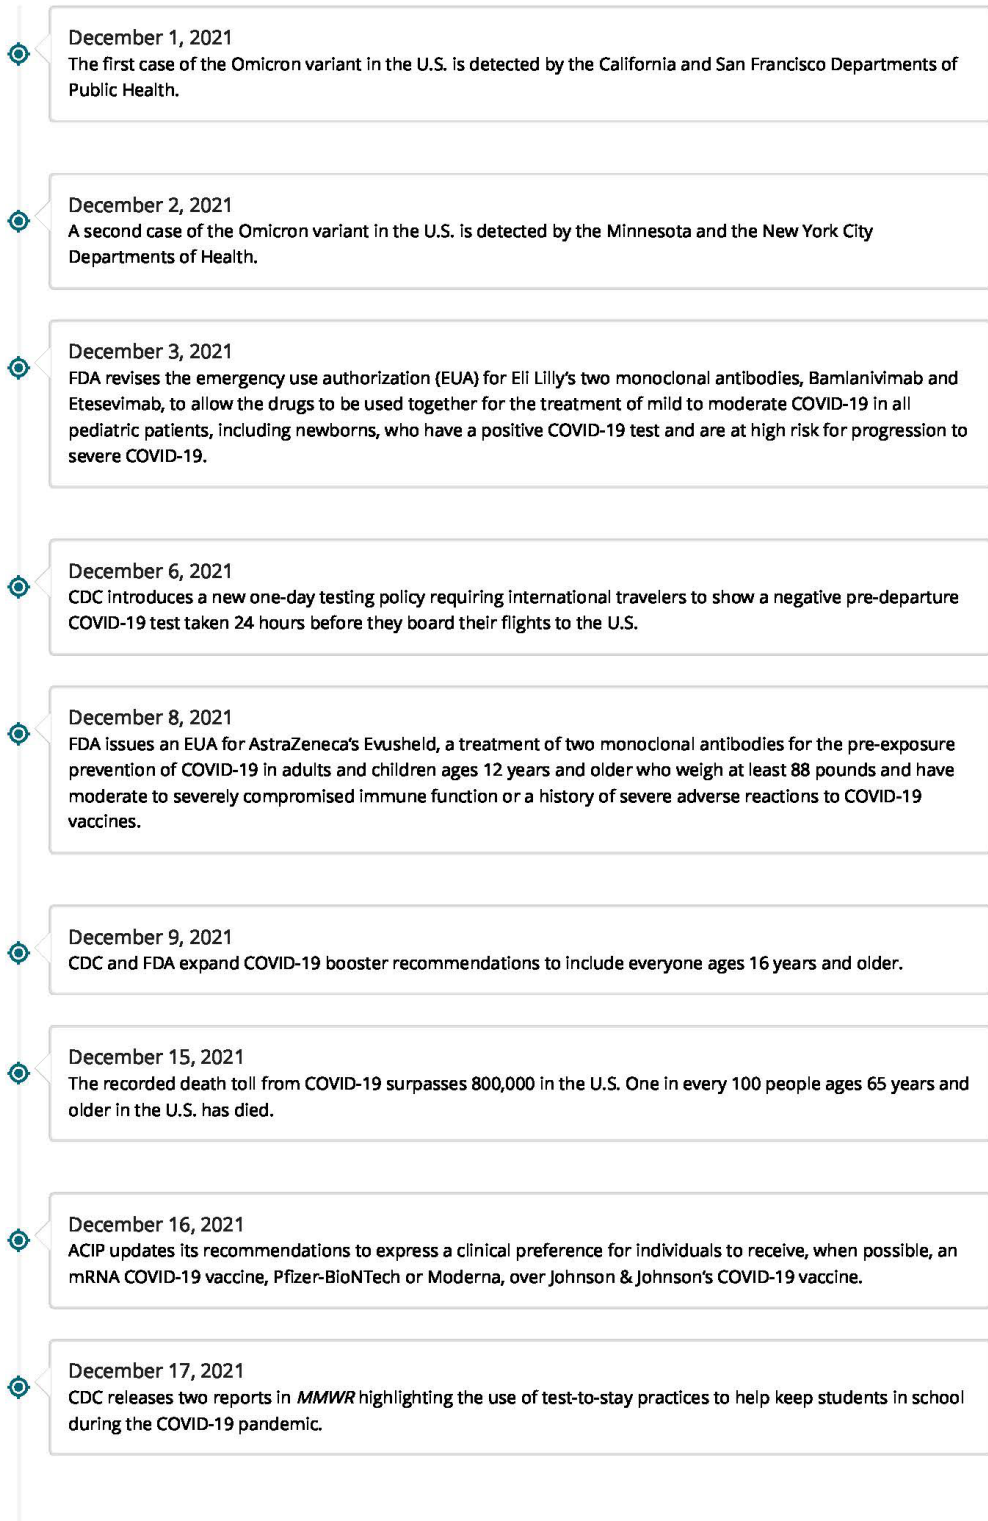 December 1, 2021
The first case of the Omicron variant in the U.S. is detected by the California and San Francisco Departments of
Public Health.
December 2, 2021
A second case of the Omicron variant in the U.S. is detected by the Minnesota and the New York City
Departments of Health.
December 3, 2021
FDA revises the emergency use authorization (EUA) for Eli Lilly’s two monoclonal antibodies, Bamlanivimab and
Etesevimab, to allow the drugs to be used together for the treatment of mild to moderate COVID-19 in all
pediatric patients, including newborns, who have a positive COVID-19 test and are at high risk for progression to
severe COVID-19.
December 6, 2021
CDC introduces a new one-day testing policy requiring international travelers to show a negative pre-departure
COVID-19 test taken 24 hours before they board their flights to the U.S.
December 8, 2021
FDA issues an EUA for AstraZeneca’s Evusheld, a treatment of two monoclonal antibodies for the pre-exposure
prevention of COVID-19 in adults and children ages 12 years and older who weigh at least 88 pounds and have
moderate to severely compromised immune function or a history of severe adverse reactions to COVID-19
vaccines.
December 9, 2021
CDC and FDA expand COVID-19 booster recommendations to include everyone ages 16 years and older.
December 15, 2021
The recorded death toll from COVID-19 surpasses 800,000 in the U.S. One in every 100 people ages 65 years and
older in the U.S. has died.
December 16, 2021
ACIP updates its recommendations to express a clinical preference for individuals to receive, when possible, an
mRNA COVID-19 vaccine, Pfizer-BioNTech or Moderna, over Johnson & Johnson’s COVID-19 vaccine.
December 17, 2021
CDC releases two reports in MMWR highlighting the use of test-to-stay practices to help keep students in school
during the COVID-19 pandemic.